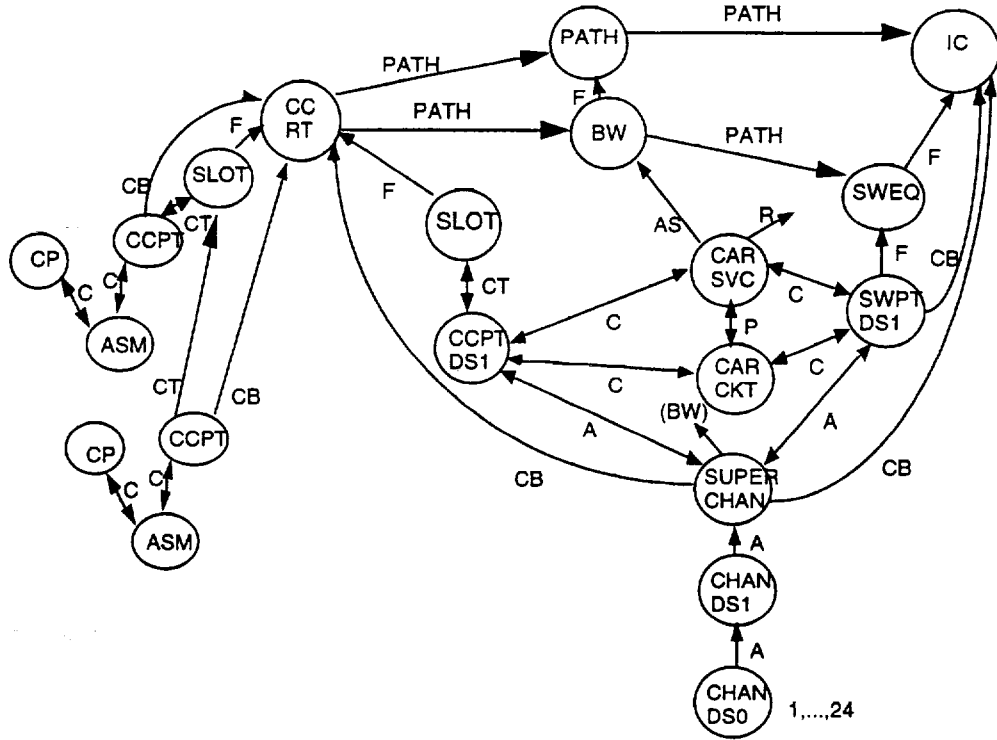 PATH
PATH
IC
PATH
CC
RT
F
PATH
BW
PATH
F
SLOT
CB
F
SWEQ
F
SLOT
CT
CCPT
AS
R
CAR
SVC
F
CB
CP
C
C
CT
C
SWPT
DS1
ASM
CCPT
DS1
C
P
CAR
CKT
C
C
CT
CB
(BW)
A
A
CCPT
CP
C
C
CB
SUPER
CHAN
CB
ASM
A
CHAN
DS1
A
CHAN
DS0
1,...,24